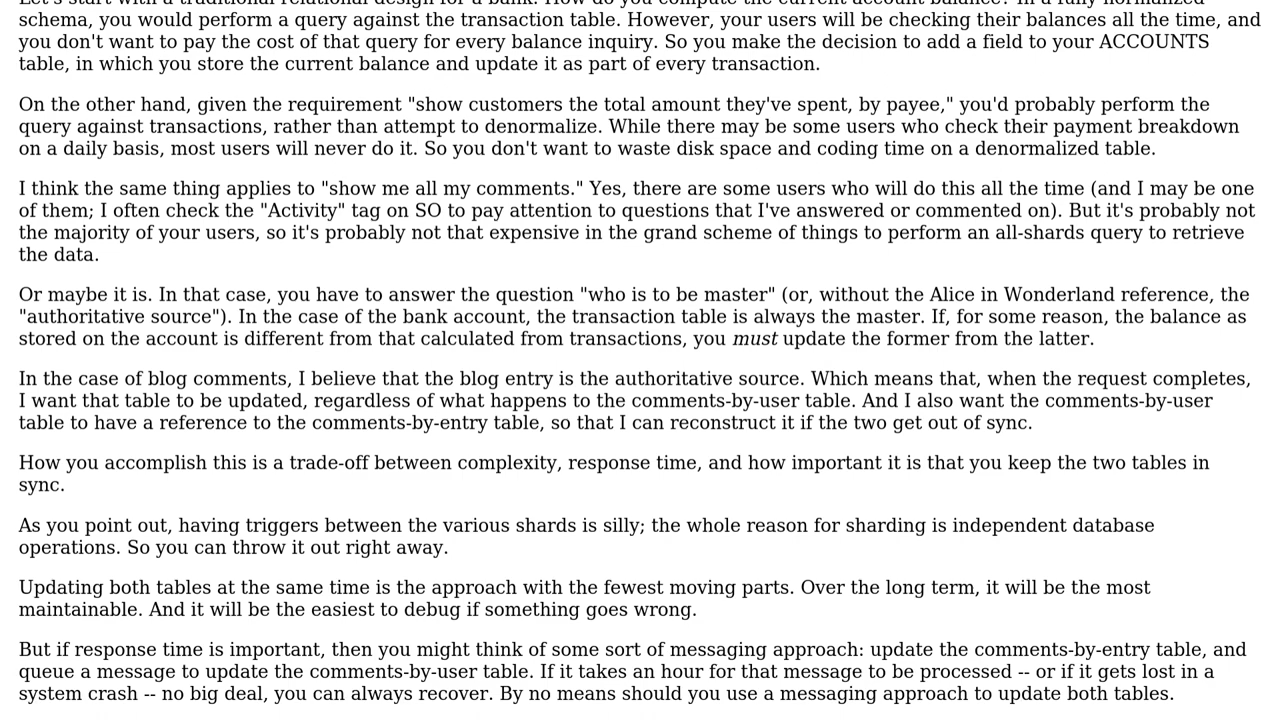 Let's start with a traditional relational design for a bank. How do you compute the current account balance? In a fully normalized
schema, you would perform a query against the transaction table. However, your users will be checking their balances all the time, and
you don't want to pay the cost of that query for every balance inquiry. So you make the decision to add a field to your ACCOUNTS
table, in which you store the current balance and update it as part of every transaction.
On the other hand, given the requirement "show customers the total amount they've spent, by payee," you'd probably perform the
query against transactions, rather than attempt to denormalize. While there may be some users who check their payment breakdown
on a daily basis, most users will never do it. So you don't want to waste disk space and coding time on a denormalized table.
I think the same thing applies to "show me all my comments." Yes, there are some users who will do this all the time (and I may be one
of them; I often check the "Activity" tag on SO to pay attention to questions that I've answered or commented on). But it's probably not
the majority of your users, so it's probably not that expensive in the grand scheme of things to perform an all-shards query to retrieve
the data.
Or maybe it is. In that case, you have to answer the question "who is to be master" (or, without the Alice in Wonderland reference, the
"authoritative source"). In the case of the bank account, the transaction table is always the master. If, for some reason, the balance as
stored on the account is different from that calculated from transactions, you must update the former from the latter.
In the case of blog comments, I believe that the blog entry is the authoritative source. Which means that, when the request completes,
I want that table to be updated, regardless of what happens to the comments-by-user table. And I also want the comments-by-user
table to have a reference to the comments-by-entry table, so that I can reconstruct it if the two get out of sync.
How you accomplish this is a trade-off between complexity, response time, and how important it is that you keep the two tables in
sync.
As you point out, having triggers between the various shards is silly; the whole reason for sharding is independent database
operations. So you can throw it out right away.
Updating both tables at the same time is the approach with the fewest moving parts. Over the long term, it will be the most
maintainable. And it will be the easiest to debug if something goes wrong.
But if response time is important, then you might think of some sort of messaging approach: update the comments-by-entry table, and
queue a message to update the comments-by-user table. If it takes an hour for that message to be processed -- or if it gets lost in a
system crash -- no big deal, you can always recover. By no means should you use a messaging approach to update both tables.